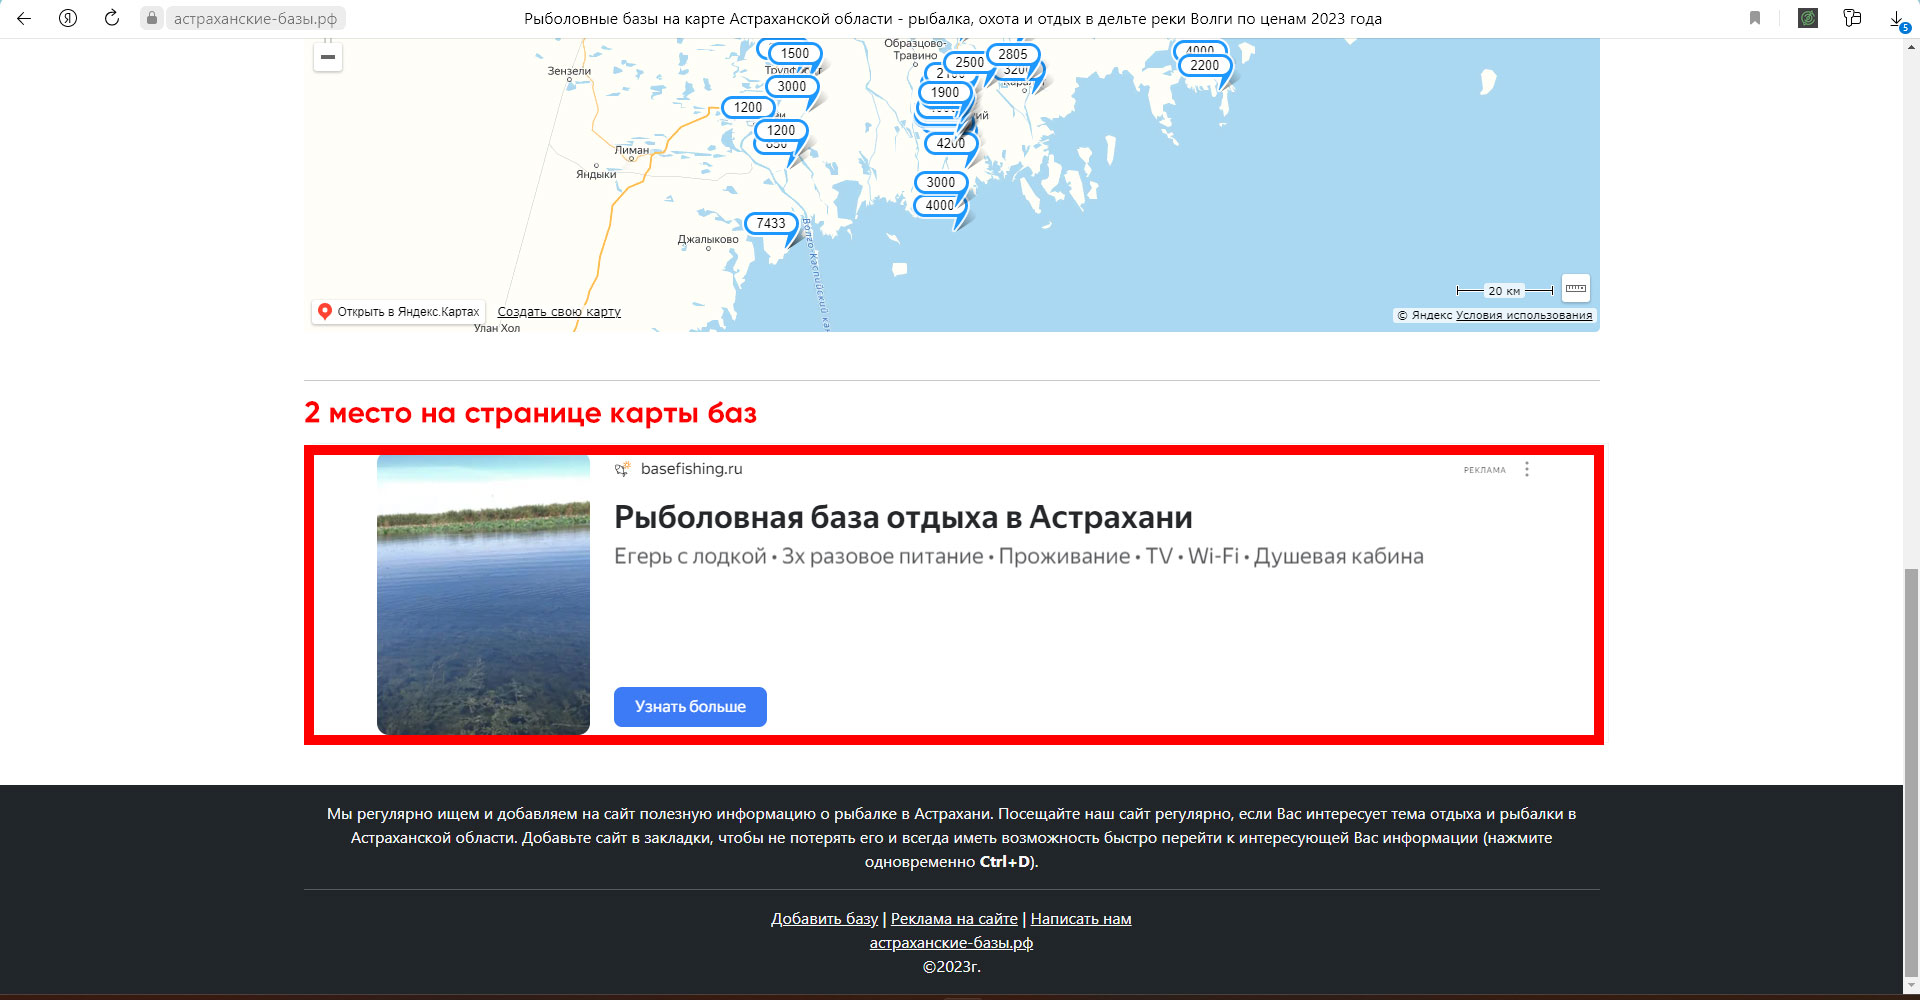 астраханские-базы.рф
Рыболовные базы на карте Астраханской области - рыбалка, охота и отдых в дельте реки Волги по ценам 2023 года
5
Образцово-
Травино
1500
2500
2805
4000
2200
Зензели
3000
1900
1200
ий
1200
4200
Лиман
Яндыки
3000
4000
7433
Джалыково
Волго-Каспийский
20 км
Открыть в Яндекс.Картах
Создать свою карту
Улан Хол
© Яндекс Условия использования
2 место на странице карты баз
basefishing.ru
РЕКЛАМА
Рыболовная база отдыха в Астрахани
Егерь с лодкой • 3х разовое питание • Проживание • TV • Wi-Fi • Душевая кабина
Узнать больше
Мы регулярно ищем и добавляем на сайт полезную информацию о рыбалке в Астрахани. Посещайте наш сайт регулярно, если Вас интересует тема отдыха и рыбалки в
Астраханской области. Добавьте сайт в закладки, чтобы не потерять его и всегда иметь возможность быстро перейти к интересующей Вас информации (нажмите
одновременно Ctrl+D).
Добавить базу | Реклама на сайте | Написать нам
астраханские-базы.рф
©2023г.